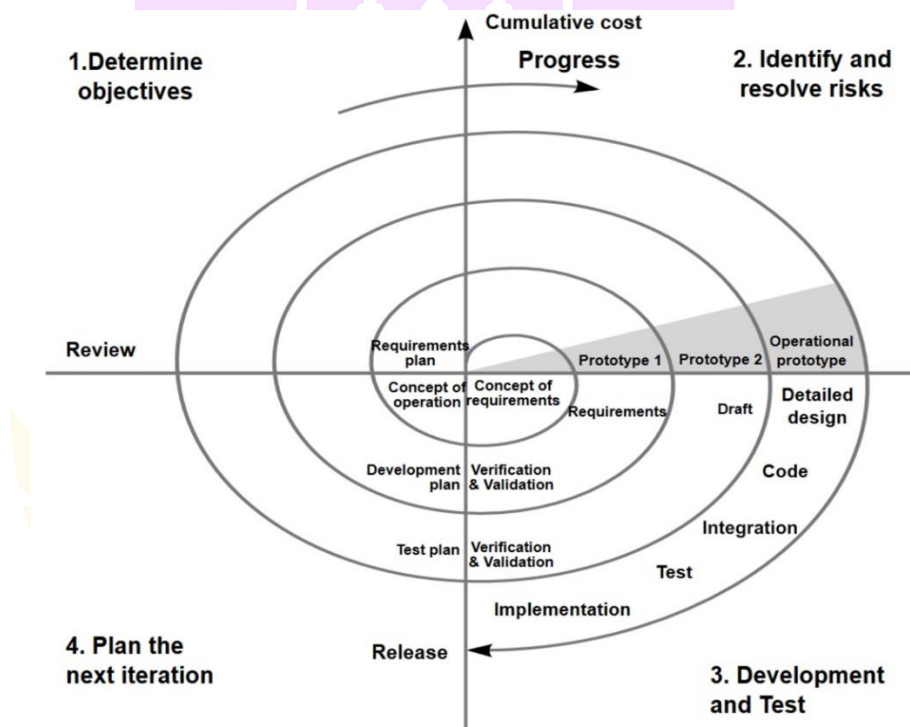 Cumulative cost
1.Determine
objectives
Progress
2. Identify and
resolve risks
Review
Requirements
plan
Prototype 1
Prototype 2
Operational
prototype
Concept of
operation
Concept of
requirements
Requirements
Draft
Detailed
design
Development
plan
Verification
& Validation
Code
Integration
Test plan
Verification
& Validation
Test
Implementation
Release
4. Plan the
next iteration
3. Development
and Test